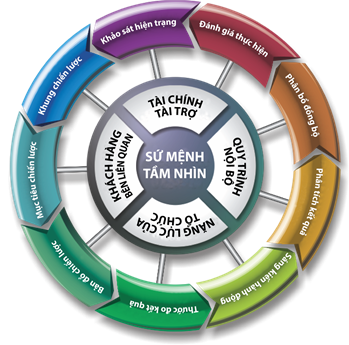 Khảo sát hiện trạng
Đánh giá thực hiện
Phân bổ đồng bộ
Phân tích kết quả
Sáng kiến hành động
Thước đo kết quả
Bản đồ chiến lược
Mục tiêu chiến lược
Khung chiến lược
TÀI CHÍNH
TÀI TRỢ
QUY TRÌNH
NỘI BỘ
NĂNG LỰC CỦA
TỔ CHỨC
KHÁCH HÀNG
BÊN LIÊN QUAN
SỨ MỆNH
TẦM NHÌN